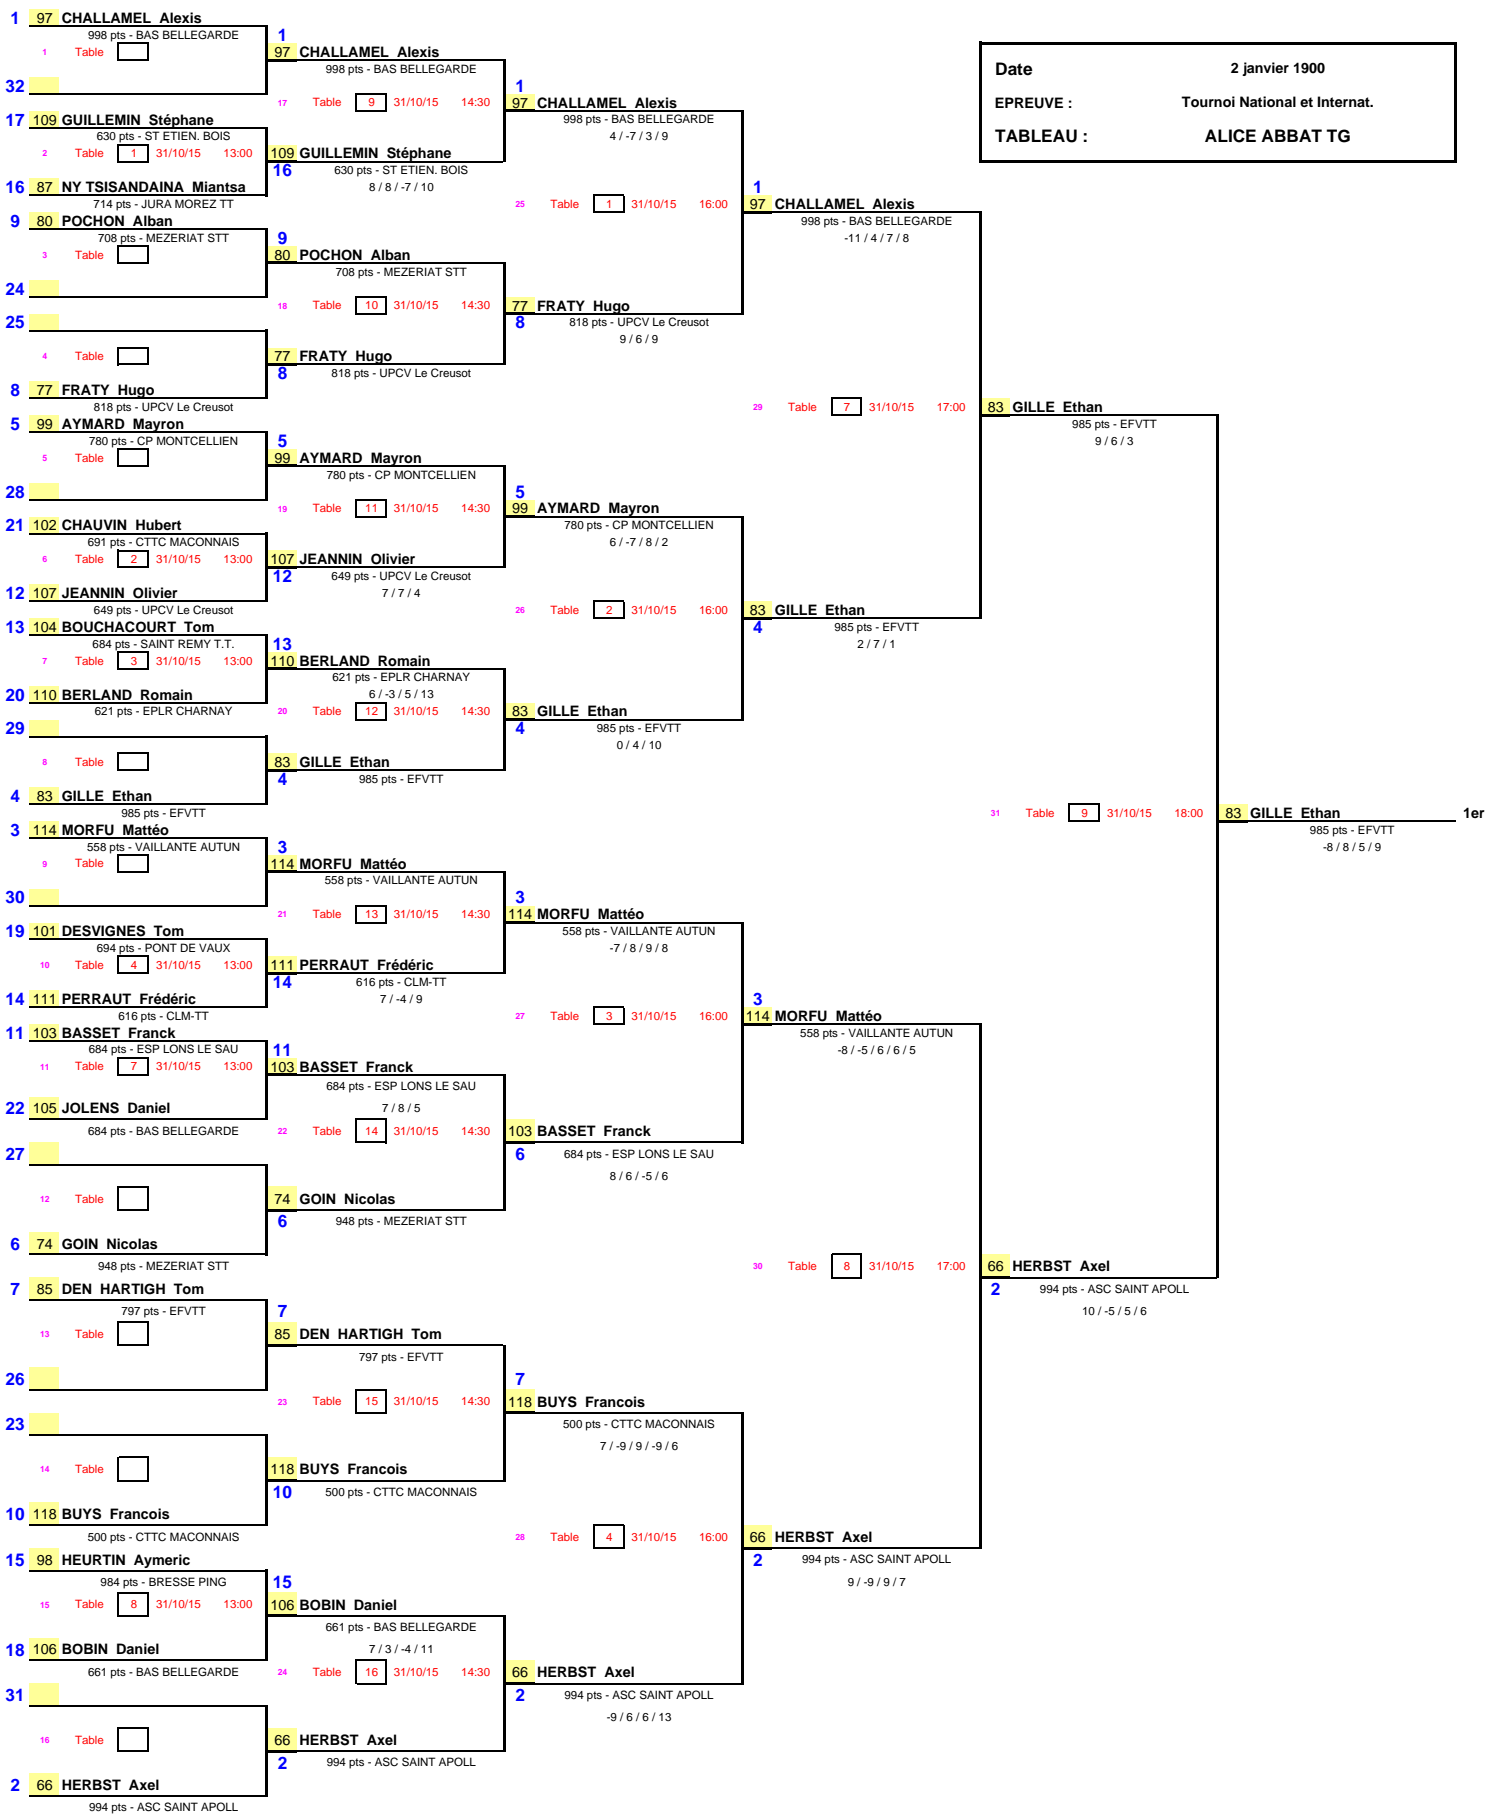 1 97 CHALLAMEL Alexis
998 pts - BAS BELLEGARDE
1 Table
32
17 109 GUILLEMIN Stéphane
630 pts - ST ETIEN. BOIS
2 Table 1 31/10/15 13:00
16 87 NY TSISANDAINA Miantsa
714 pts - JURA MOREZ TT
9 80 POCHON Alban
708 pts - MEZERIAT STT
3 Table
24
25
4 Table
8 77 FRATY Hugo
818 pts - UPCV Le Creusot
5 99 AYMARD Mayron
780 pts - CP MONTCELLIEN
5 Table
28
21 102 CHAUVIN Hubert
691 pts - CTTC MACONNAIS
6 Table 2 31/10/15 13:00
12 107 JEANNIN Olivier
649 pts - UPCV Le Creusot
13 104 BOUCHACOURT Tom
684 pts - SAINT REMY T.T.
7 Table 3 31/10/15 13:00
20 110 BERLAND Romain
621 pts - EPLR CHARNAY
29
8 Table
4 83 GILLE Ethan
985 pts - EFVTT
3 114 MORFU Mattéo
558 pts - VAILLANTE AUTUN
9 Table
30
19 101 DESVIGNES Tom
694 pts - PONT DE VAUX
10 Table 4 31/10/15 13:00
14 111 PERRAUT Frédéric
616 pts - CLM-TT
11 103 BASSET Franck
684 pts - ESP LONS LE SAU
11 Table 7 31/10/15 13:00
22 105 JOLENS Daniel
684 pts - BAS BELLEGARDE
27
12 Table
6 74 GOIN Nicolas
948 pts - MEZERIAT STT
7 85 DEN HARTIGH Tom
797 pts - EFVTT
13 Table
26
23
14 Table
10 118 BUYS Francois
500 pts - CTTC MACONNAIS
15 98 HEURTIN Aymeric
984 pts - BRESSE PING
15 Table 8 31/10/15 13:00
18 106 BOBIN Daniel
661 pts - BAS BELLEGARDE
31
16 Table
2 66 HERBST Axel
994 pts - ASC SAINT APOLL
1
97 CHALLAMEL Alexis
998 pts - BAS BELLEGARDE
17 Table 9 31/10/15 14:30
109 GUILLEMIN Stéphane
16 630 pts - ST ETIEN. BOIS
8 / 8 / -7 / 10
9
80 POCHON Alban
708 pts - MEZERIAT STT
18 Table 10 31/10/15 14:30
77 FRATY Hugo
8 818 pts - UPCV Le Creusot
5
99 AYMARD Mayron
780 pts - CP MONTCELLIEN
19 Table 11 31/10/15 14:30
107 JEANNIN Olivier
12 649 pts - UPCV Le Creusot
7 / 7 / 4
13
110 BERLAND Romain
621 pts - EPLR CHARNAY
6 / -3 / 5 / 13
20 Table 12 31/10/15 14:30
83 GILLE Ethan
4 985 pts - EFVTT
3
114 MORFU Mattéo
558 pts - VAILLANTE AUTUN
21 Table 13 31/10/15 14:30
111 PERRAUT Frédéric
14 616 pts - CLM-TT
7 / -4 / 9
11
103 BASSET Franck
684 pts - ESP LONS LE SAU
7 / 8 / 5
22 Table 14 31/10/15 14:30
74 GOIN Nicolas
6 948 pts - MEZERIAT STT
7
85 DEN HARTIGH Tom
797 pts - EFVTT
23 Table 15 31/10/15 14:30
118 BUYS Francois
10 500 pts - CTTC MACONNAIS
15
106 BOBIN Daniel
661 pts - BAS BELLEGARDE
7 / 3 / -4 / 11
24 Table 16 31/10/15 14:30
66 HERBST Axel
2 994 pts - ASC SAINT APOLL
1
97 CHALLAMEL Alexis
998 pts - BAS BELLEGARDE
4 / -7 / 3 / 9
25 Table 1 31/10/15 16:00
77 FRATY Hugo
8 818 pts - UPCV Le Creusot
9 / 6 / 9
5
99 AYMARD Mayron
780 pts - CP MONTCELLIEN
6 / -7 / 8 / 2
26 Table 2 31/10/15 16:00
83 GILLE Ethan
4 985 pts - EFVTT
0 / 4 / 10
3
114 MORFU Mattéo
558 pts - VAILLANTE AUTUN
-7 / 8 / 9 / 8
27 Table 3 31/10/15 16:00
103 BASSET Franck
6 684 pts - ESP LONS LE SAU
8 / 6 / -5 / 6
7
118 BUYS Francois
500 pts - CTTC MACONNAIS
7 / -9 / 9 / -9 / 6
28 Table 4 31/10/15 16:00
66 HERBST Axel
2 994 pts - ASC SAINT APOLL
-9 / 6 / 6 / 13
1
97 CHALLAMEL Alexis
998 pts - BAS BELLEGARDE
-11 / 4 / 7 / 8
29 Table 7 31/10/15 17:00
83 GILLE Ethan
4 985 pts - EFVTT
2 / 7 / 1
3
114 MORFU Mattéo
558 pts - VAILLANTE AUTUN
-8 / -5 / 6 / 6 / 5
30 Table 8 31/10/15 17:00
66 HERBST Axel
2 994 pts - ASC SAINT APOLL
9 / -9 / 9 / 7
Date 2 janvier 1900
EPREUVE : Tournoi National et Internat.
TABLEAU : ALICE ABBAT TG
83 GILLE Ethan
985 pts - EFVTT
9 / 6 / 3
31 Table 9 31/10/15 18:00
66 HERBST Axel
2 994 pts - ASC SAINT APOLL
10 / -5 / 5 / 6
83 GILLE Ethan 1er
985 pts - EFVTT
-8 / 8 / 5 / 9